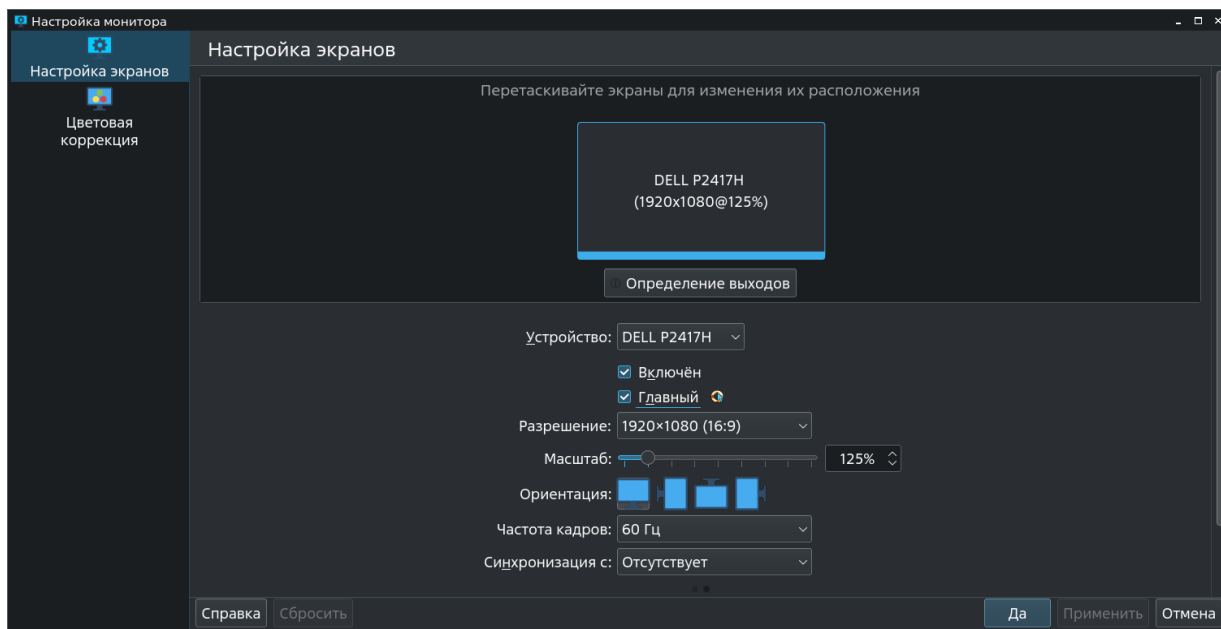 Настройка монитора
Настройка экранов
Цветовая
коррекция
Настройка экранов
Перетаскивайте экраны для изменения их расположения
DELL P2417H
(1920x1080@125%)
Определение выходов
Устройство: DELL P2417H
Включён
Главный
Разрешение: 1920×1080 (16:9)
Масштаб: 125%
Ориентация:
Частота кадров: 60 Гц
Синхронизация с: Отсутствует
Справка Сбросить Да Применить Отмена